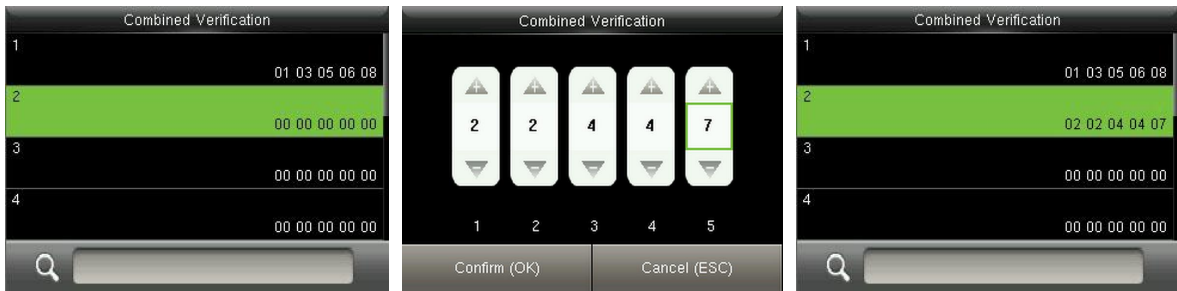 Combined Verification
1
01 03 05 06 08
2
00 00 00 00 00
3
00 00 00 00 00
4
00 00 00 00 00
Combined Verification
2 2 4 4 7
1 2 3 4 5
Confirm (OK) Cancel (ESC)
Combined Verification
1
01 03 05 06 08
2
02 02 04 04 07
3
00 00 00 00 00
4
00 00 00 00 00